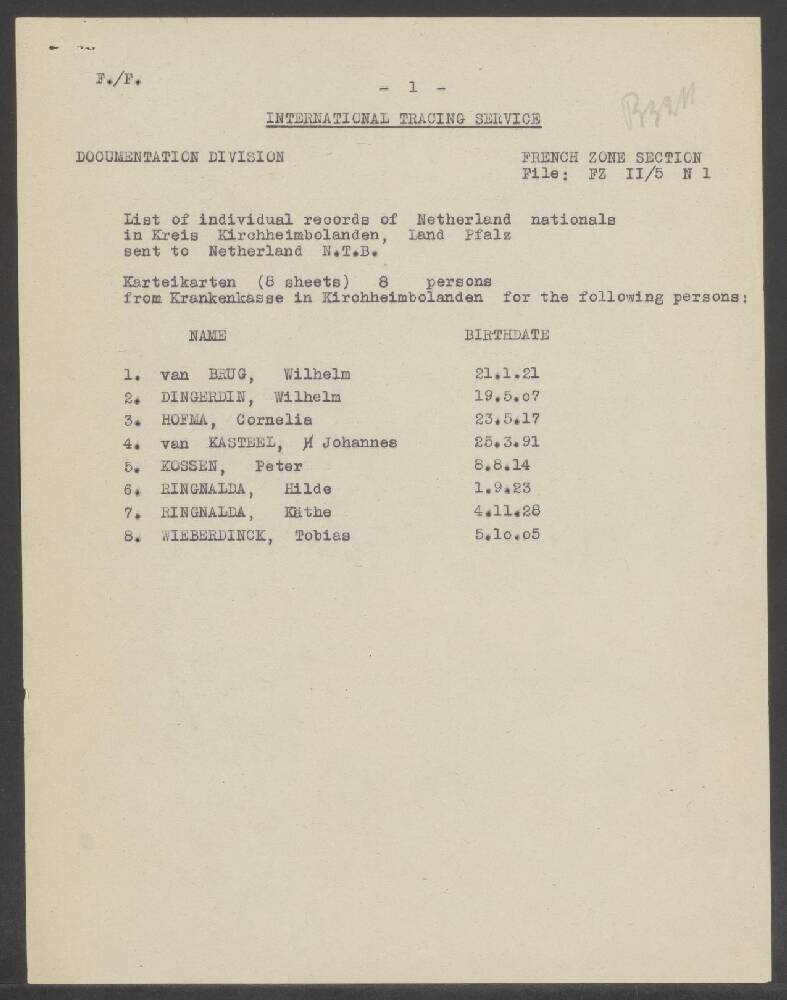 F./F.
- 1 -
INTERNATIONAL TRACING SERVICE
DOCUMENTATION DIVISION FRENCH ZONE SECTION
File: FZ II/5 N 1
List of individual records of Netherland nationals
in Kreis Kirchheimbolanden, Land Pfalz
sent to Netherland N.T.B.
Karteikarten (8 sheets) 8 persons
from Krankenkasse in Kirchheimbolanden for the following persons:
NAME BIRTHDATE
1. van BRUG, Wilhelm 21.1.21
2. DINGERDIN, Wilhelm 19.5.07
3. HOFMA, Cornelia 23.5.17
4. van KASTEEL, Johannes 25.3.91
5. KOSSEN, Peter 8.8.14
6. RINGNALDA, Hilde 1.9.23
7. RINGNALDA, Käthe 4.11.28
8. WIEBERDINCK, Tobias 5.10.05